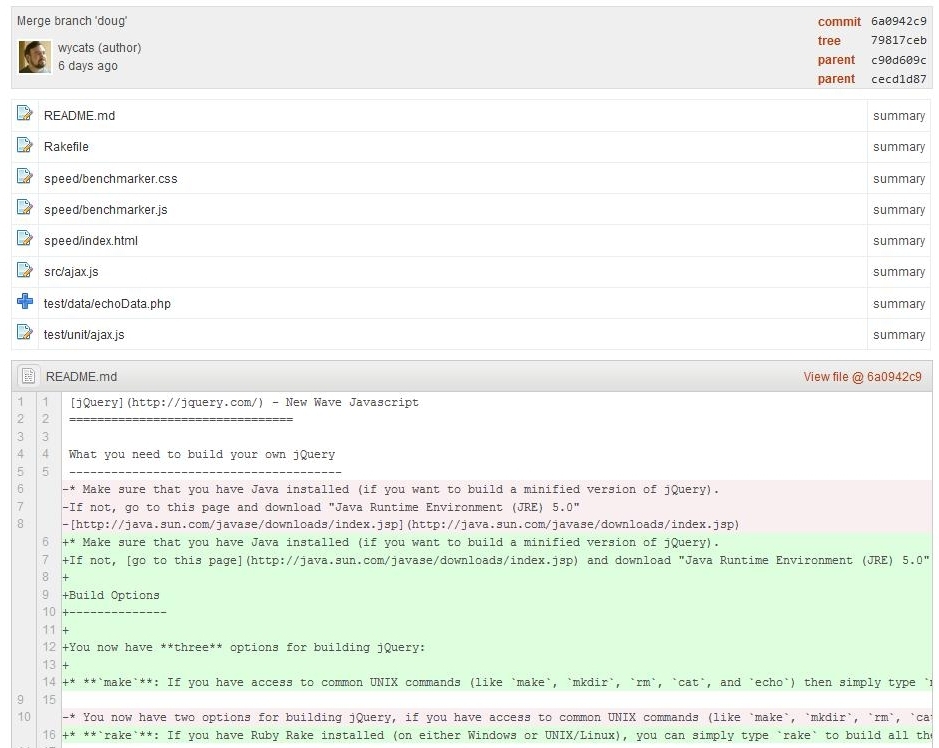 Merge branch 'doug'
commit 6a0942c9
wycats (author)
tree 79817ceb
6 days ago
parent c90d609c
parent cecd1d87
README.md summary
Rakefile summary
speed/benchmarker.css summary
speed/benchmarker.js summary
speed/index.html summary
src/ajax.js summary
test/data/echoData.php summary
test/unit/ajax.js summary
README.md View file @ 6a0942c9
1 1 [jQuery](http://jquery.com/) - New Wave Javascript
2 2 ================================
3 3
4 4 What you need to build your own jQuery
5 5 ---------------------------------------
6 -* Make sure that you have Java installed (if you want to build a minified version of jQuery).
7 -If not, go to this page and download "Java Runtime Environment (JRE) 5.0"
8 -[http://java.sun.com/javase/downloads/index.jsp](http://java.sun.com/javase/downloads/index.jsp)
6 +* Make sure that you have Java installed (if you want to build a minified version of jQuery).
7 +If not, [go to this page](http://java.sun.com/javase/downloads/index.jsp) and download "Java Runtime Environment (JRE) 5.0"
8 +
9 +Build Options
10 +--------------
11 +
12 +You now have **three** options for building jQuery:
13 +
14 +* **`make`**: If you have access to common UNIX commands (like `make`, `mkdir`, `rm`, `cat`, and `echo`) then simply type
9 15
10 -* You now have two options for building jQuery, if you have access to common UNIX commands (like `make`, `mkdir`, `rm`,
16 +* **`rake`**: If you have Ruby Rake installed (on either Windows or UNIX/Linux), you can simply type `rake` to build all